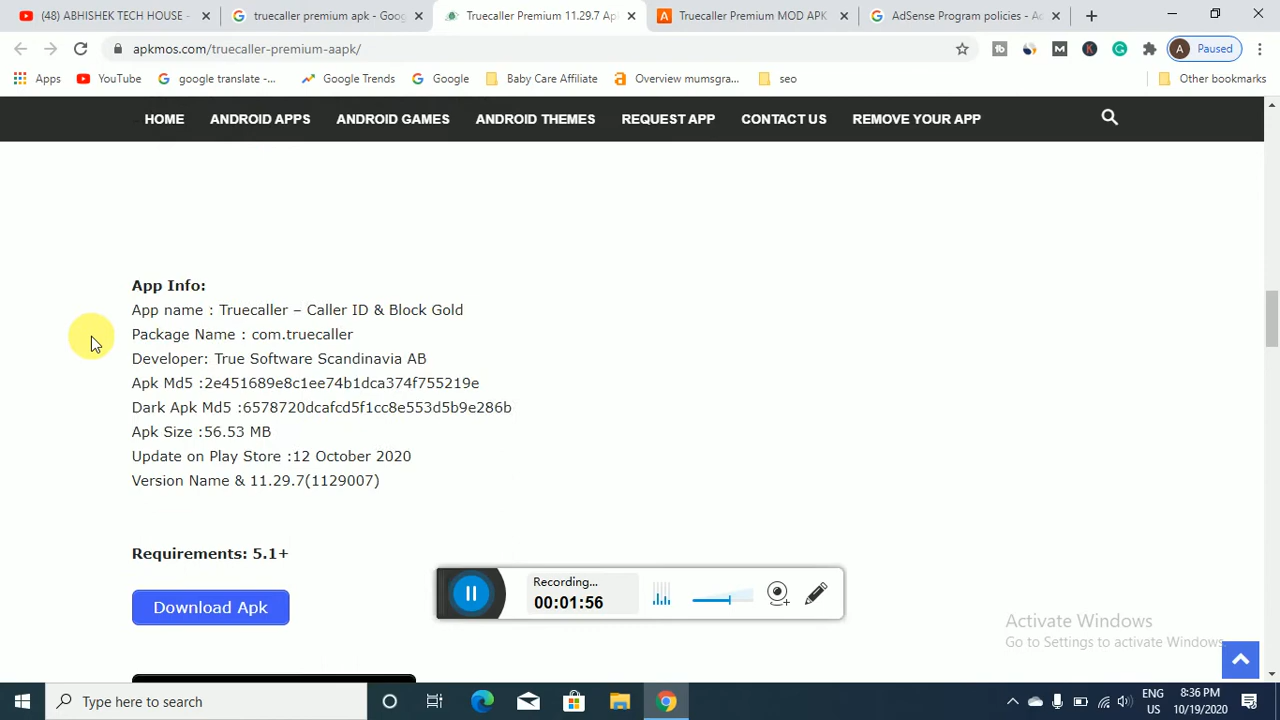 (48) ABHISHEK TECH HOUSE -
truecaller premium apk - Goo
Truecaller Premium 11.29.7 Ap
Truecaller Premium MOD APK
AdSense Program policies - A
apkmos.com/truecaller-premium-aapk/
A Paused
Apps
YouTube
google translate -...
Google Trends
Google
Baby Care Affiliate
Overview mumsgra...
seo
Other bookmarks
HOME ANDROID APPS ANDROID GAMES ANDROID THEMES REQUEST APP CONTACT US REMOVE YOUR APP
App Info:
App name : Truecaller – Caller ID & Block Gold
Package Name : com.truecaller
Developer: True Software Scandinavia AB
Apk Md5 :2e451689e8c1ee74b1dca374f755219e
Dark Apk Md5 :6578720dcafcd5f1cc8e553d5b9e286b
Apk Size :56.53 MB
Update on Play Store :12 October 2020
Version Name & 11.29.7(1129007)
Requirements: 5.1+
Download Apk
Recording...
00:01:56
Activate Windows
Go to Settings to activate Windows.
Type here to search
ENG
US
8:36 PM
10/19/2020